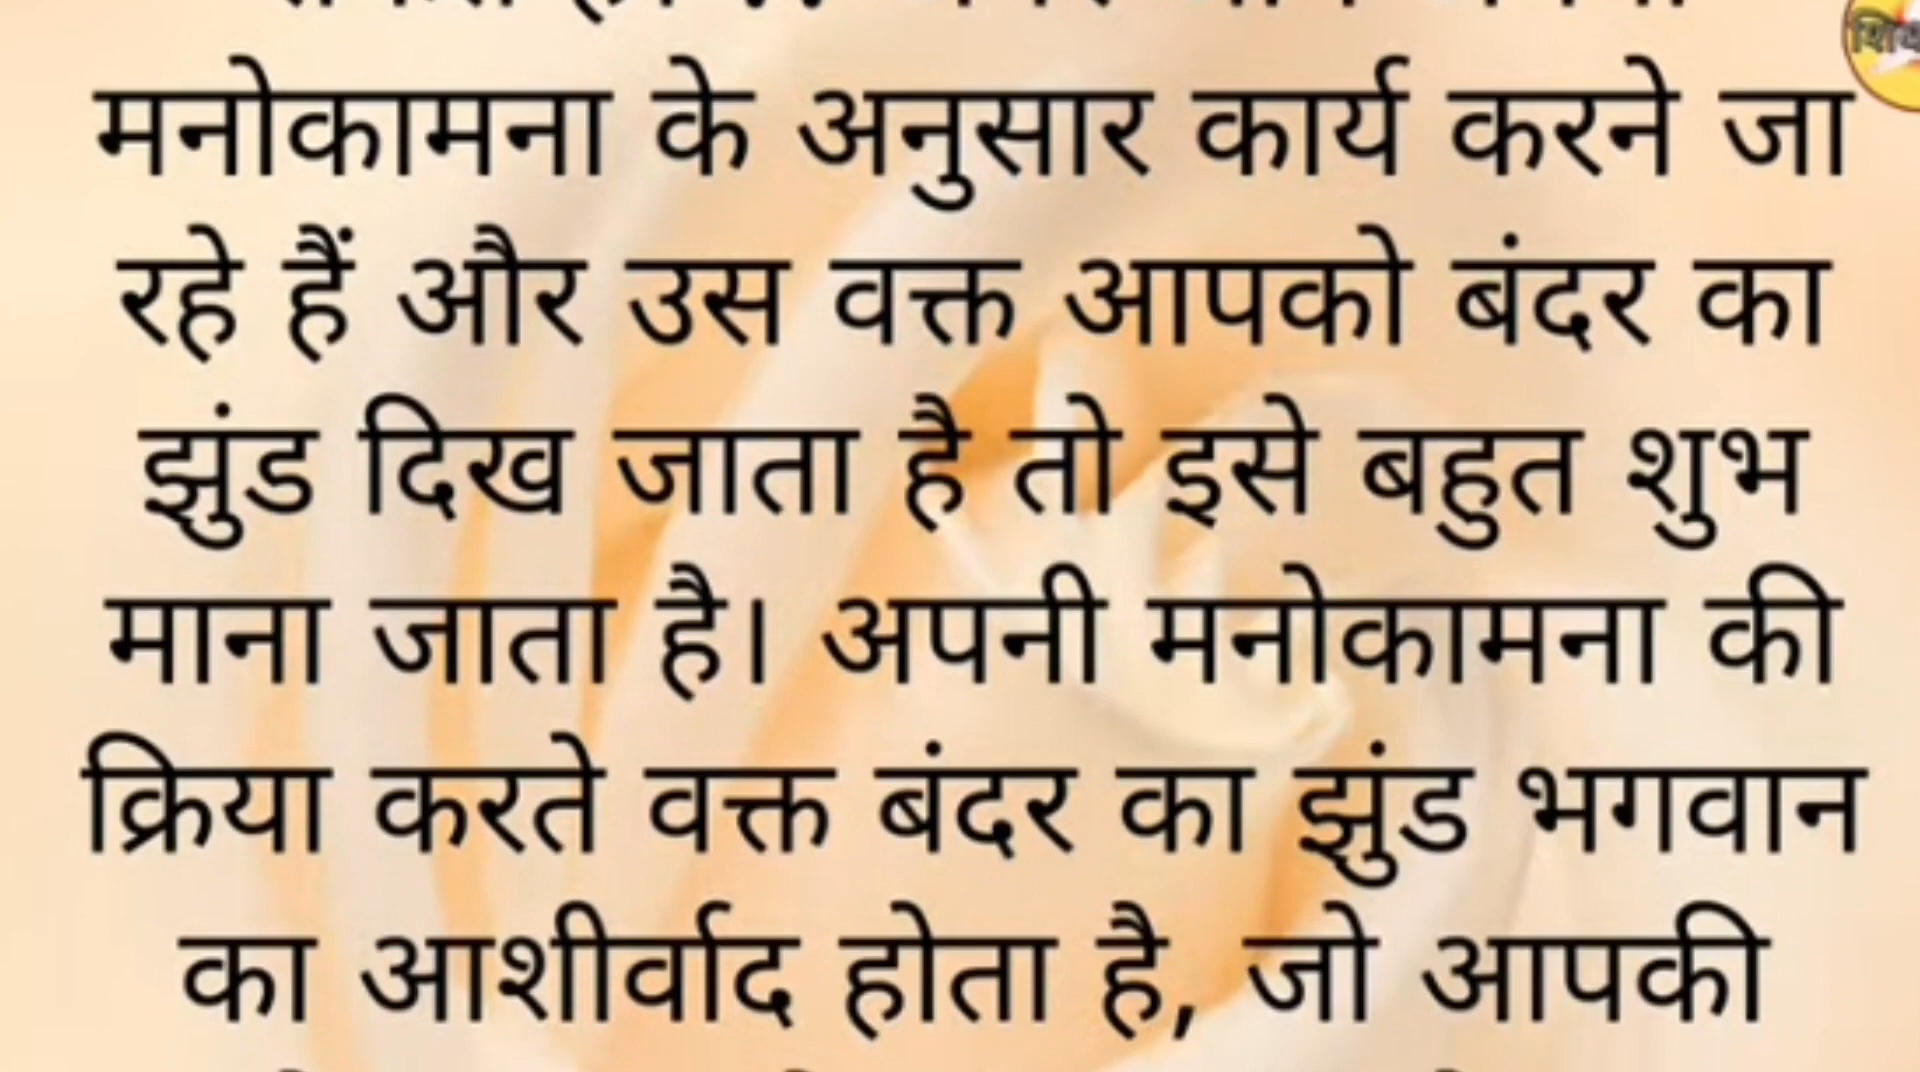 मनोकामना के अनुसार कार्य करने जा
रहे हैं और उस वक्त आपको बंदर का
झुंड दिख जाता है तो इसे बहुत शुभ
माना जाता है। अपनी मनोकामना की
क्रिया करते वक्त बंदर का झुंड भगवान
का आशीर्वाद होता है, जो आपकी